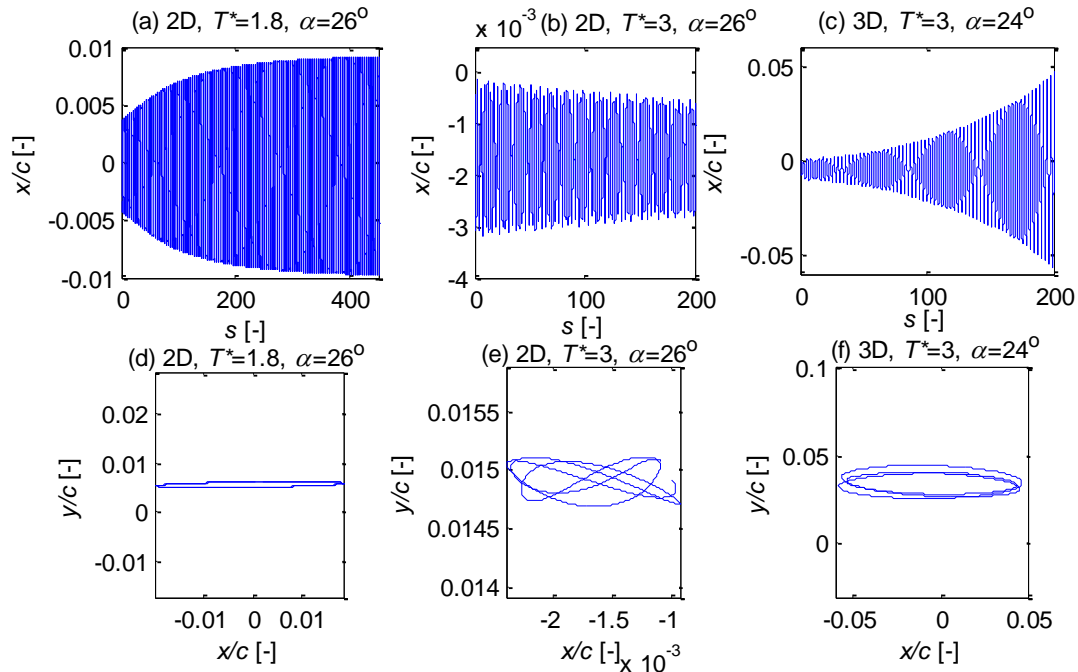 (a) 2D, T*=1.8, α=26°
x 10⁻³ (b) 2D, T*=3, α=26°
(c) 3D, T*=3, α=24°
0.01
0.005
0
-0.005
-0.01
x/c [-]
0
200
400
s [-]
0
-1
-2
-3
-4
x/c [-]
0
100
200
s [-]
0.05
0
-0.05
x/c [-]
0
100
200
s [-]
(d) 2D, T*=1.8, α=26°
(e) 2D, T*=3, α=26°
(f) 3D, T*=3, α=24°
0.02
0.01
0
-0.01
y/c [-]
-0.01
0
0.01
x/c [-]
0.0155
0.015
0.0145
0.014
y/c [-]
-2
-1.5
-1
x/c [-]
x 10⁻³
0.1
0.05
0
y/c [-]
-0.05
0
0.05
x/c [-]